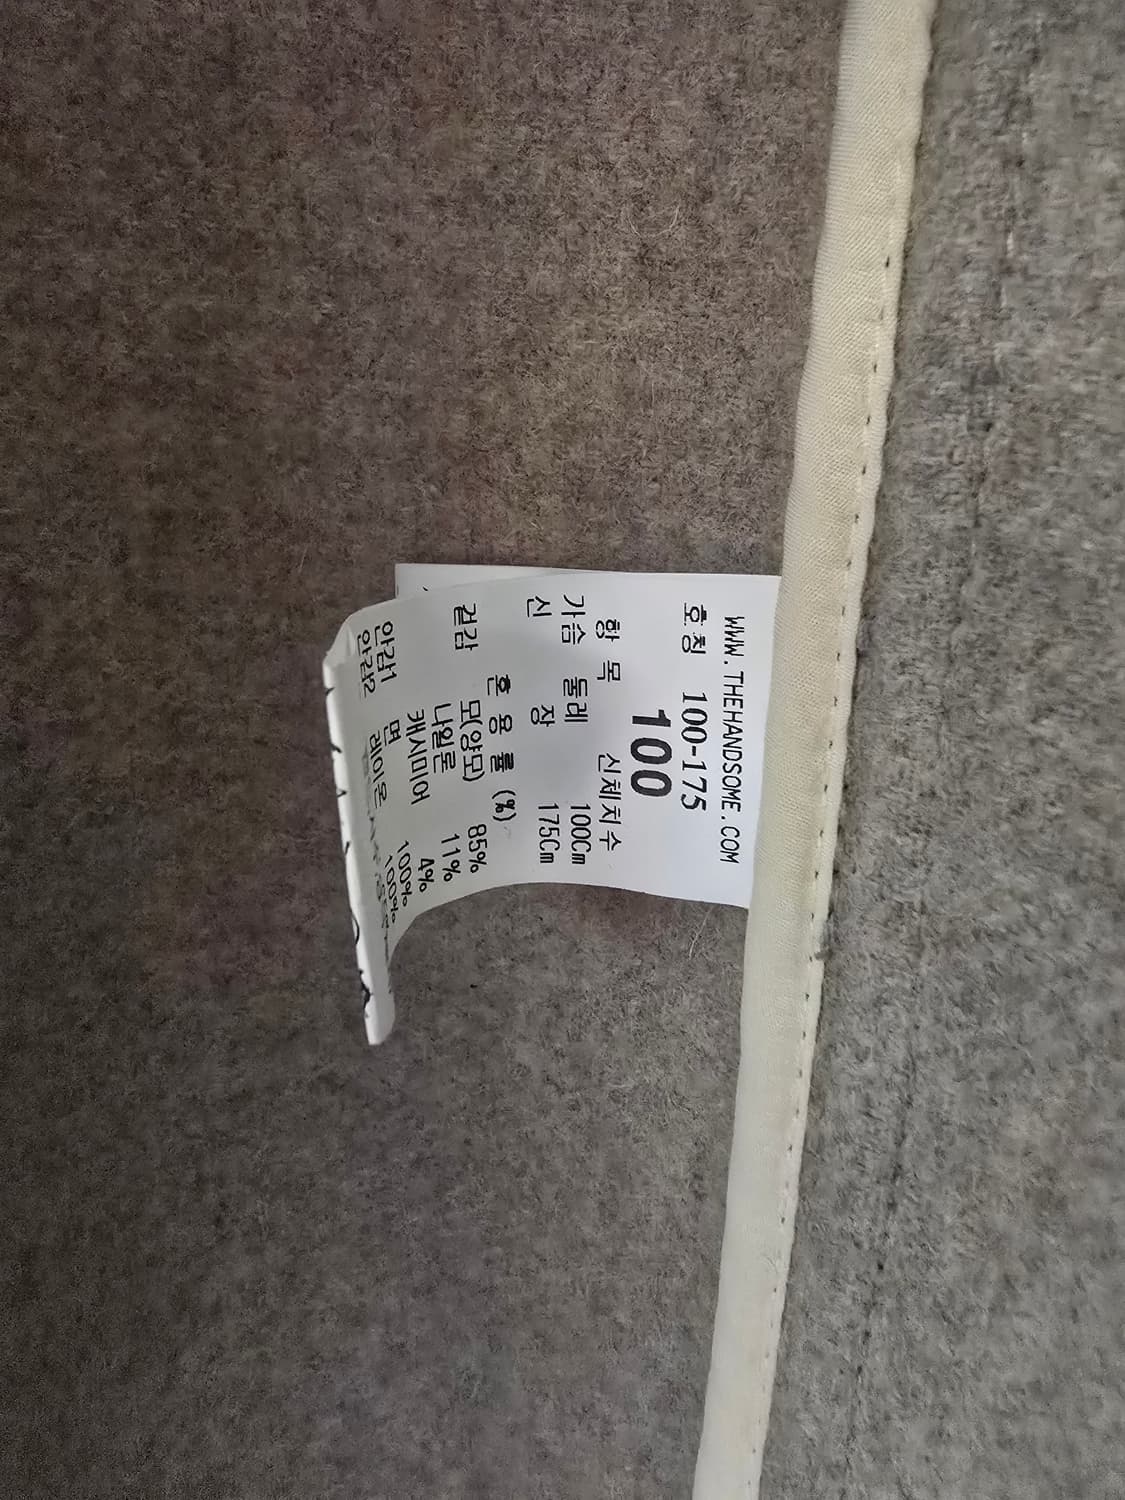 WWW.THEHANDSOME.COM
호칭 100-175
100
항 목 신체치수
가슴 둘레 100Cm
신 장 175Cm
혼 용 률 (%)
겉감 모(양모) 85%
나일론 11%
캐시미어 4%
안감1 면 100%
안감2 레이온 100%